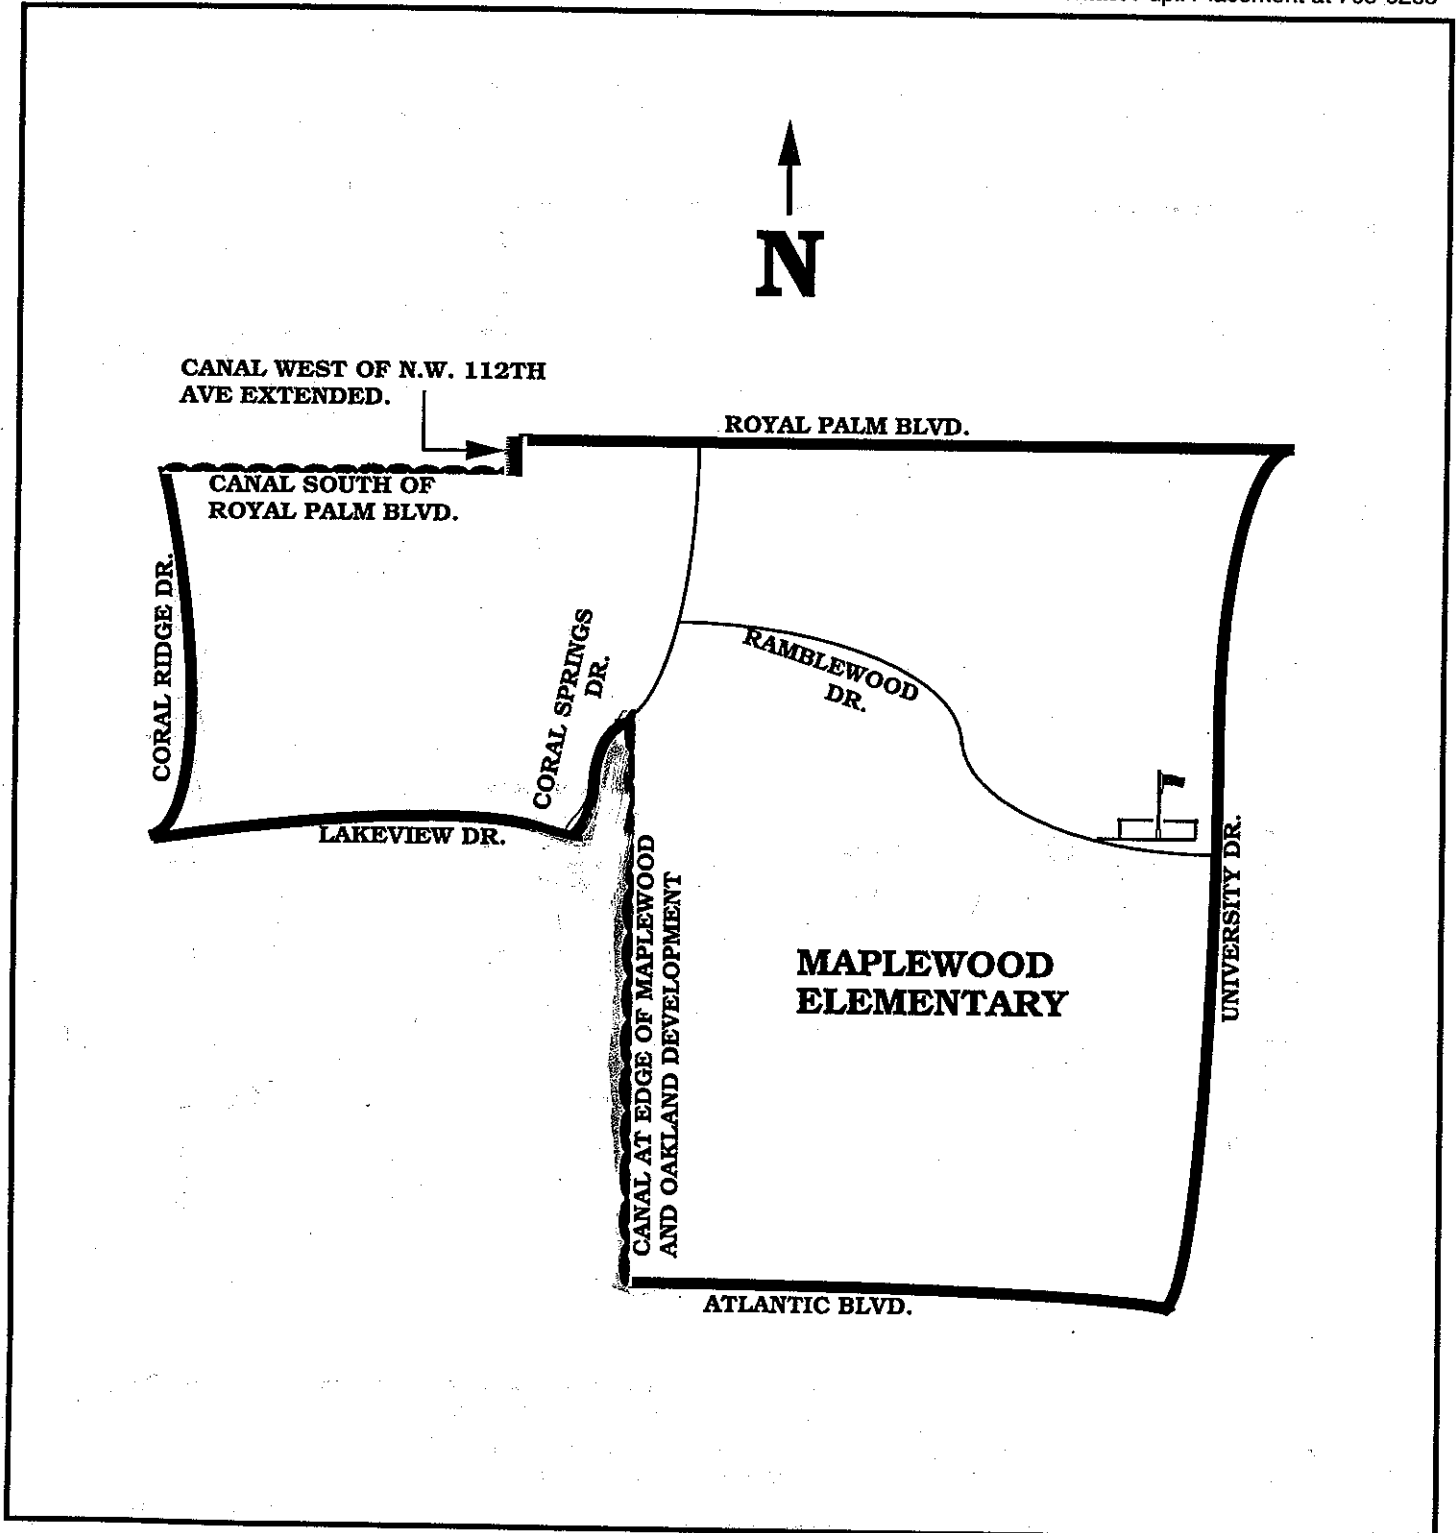 Placement at
N
CANAL WEST OF N.W. 112TH
AVE EXTENDED.
ROYAL PALM BLVD.
CANAL SOUTH OF
ROYAL PALM BLVD.
CORAL RIDGE DR.
CORAL SPRINGS
DR.
RAMBLEWOOD
DR.
LAKEVIEW DR.
UNIVERSITY DR.
CANAL AT EDGE OF MAPLEWOOD
AND OAKLAND DEVELOPMENT
MAPLEWOOD
ELEMENTARY
ATLANTIC BLVD.